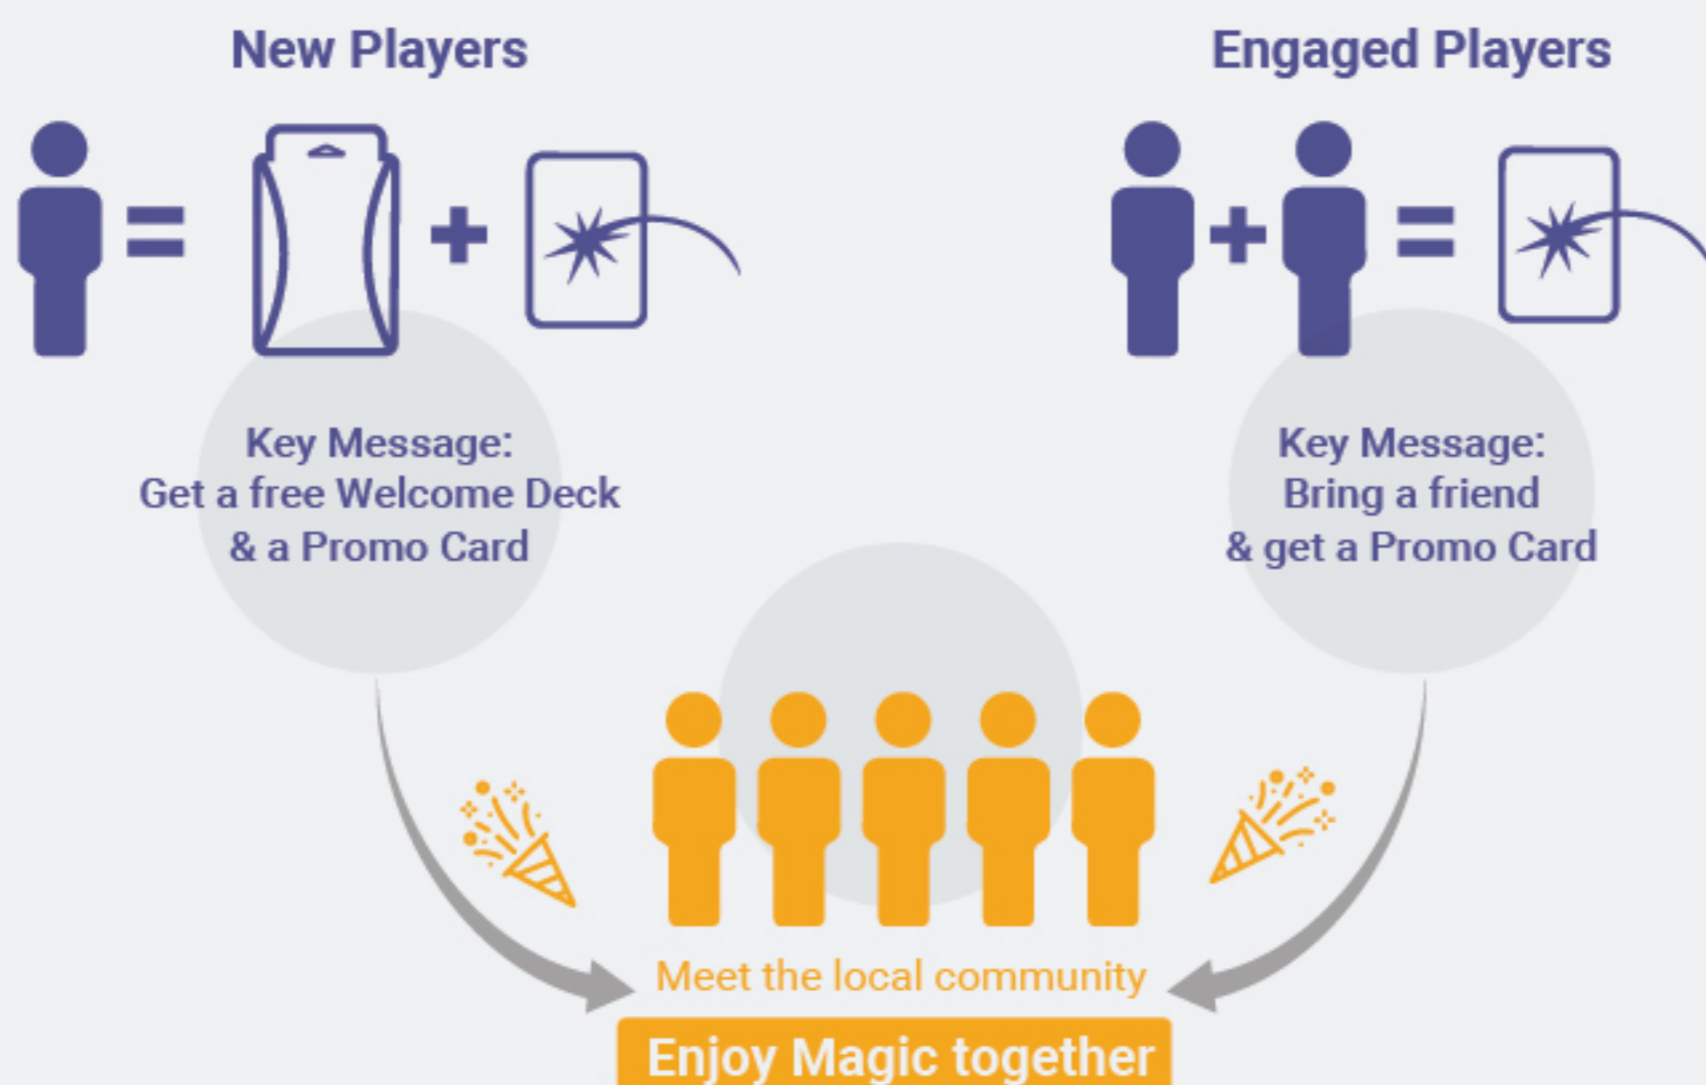 New Players
Engaged Players
Key Message:
Get a free Welcome Deck
& a Promo Card
Key Message:
Bring a friend
& get a Promo Card
Meet the local community
Enjoy Magic together